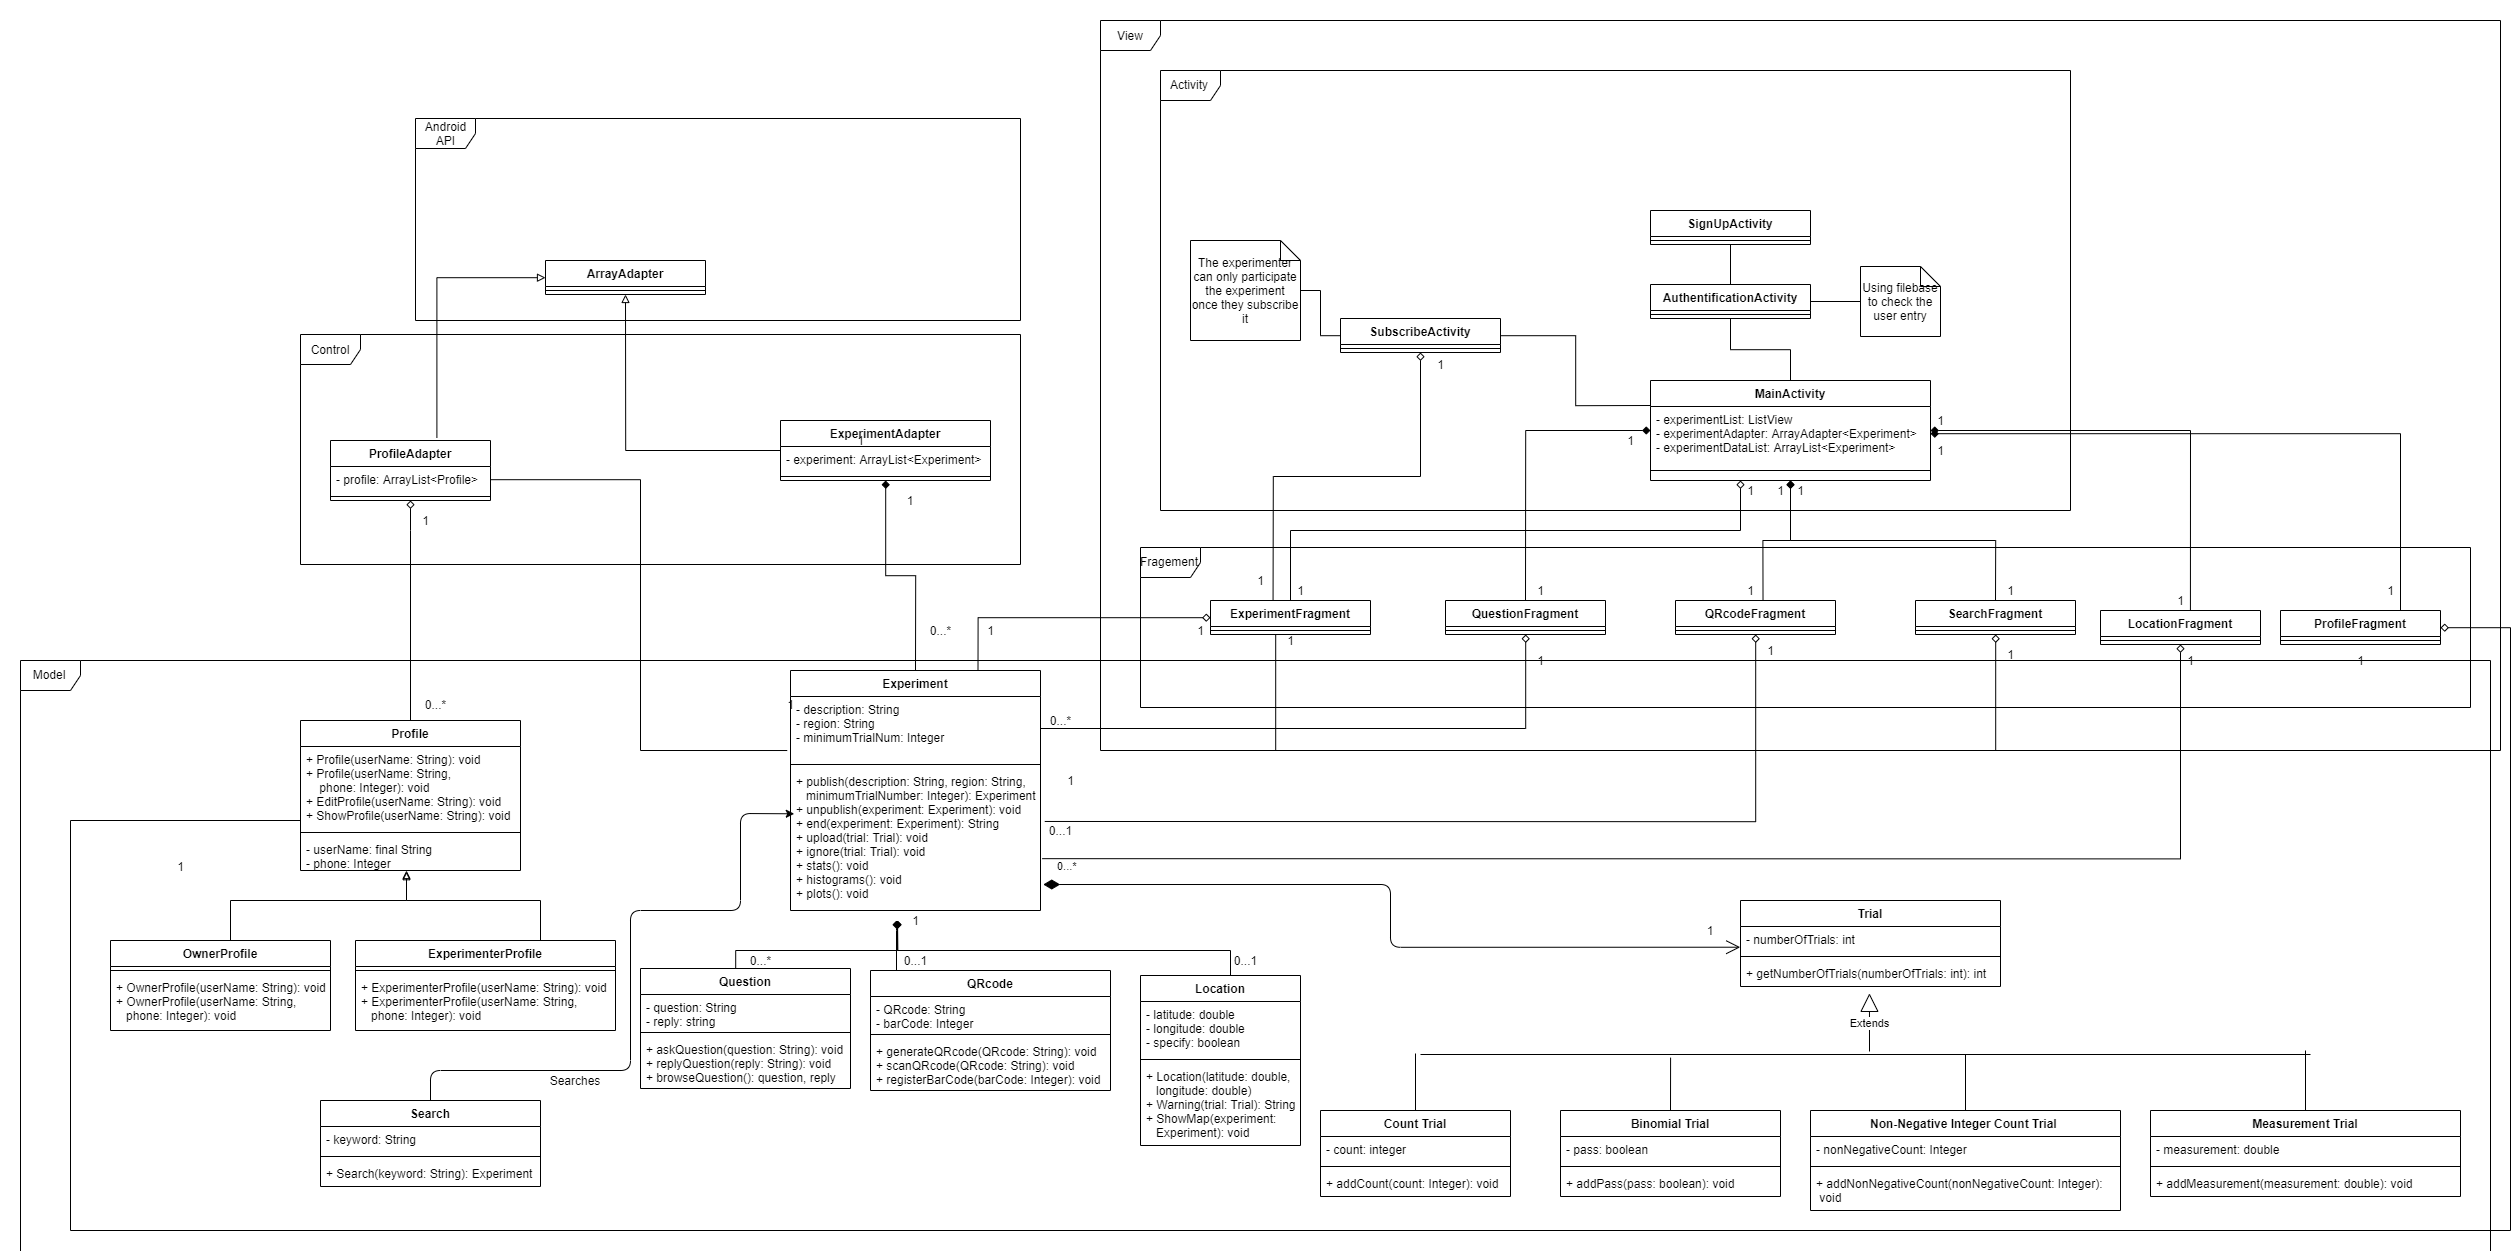 View
Activity
Android
API
SignUpActivity
The experimenter
can only participate
the experiment
once they subscribe
it
ArrayAdapter
AuthentificationActivity
Using filebase
to check the
user entry
SubscribeActivity
1
Control
MainActivity
- experimentList: ListView
- experimentAdapter: ArrayAdapter<Experiment>
- experimentDataList: ArrayList<Experiment>
1
1
1
1
1
1
ExperimentAdapter
1
- experiment: ArrayList<Experiment>
1
ProfileAdapter
- profile: ArrayList<Profile>
1
Fragement
1
1
1
1
1
1
1
ExperimentFragment
QuestionFragment
QRcodeFragment
SearchFragment
LocationFragment
ProfileFragment
0...*
1
1
1
1
1
1
1
1
Model
0...*
Profile
+ Profile(userName: String): void
+ Profile(userName: String,
phone: Integer): void
+ EditProfile(userName: String): void
+ ShowProfile(userName: String): void
- userName: final String
- phone: Integer
1
Experiment
1
- description: String
- region: String
- minimumTrialNum: Integer
+ publish(description: String, region: String,
minimumTrialNumber: Integer): Experiment
+ unpublish(experiment: Experiment): void
+ end(experiment: Experiment): String
+ upload(trial: Trial): void
+ ignore(trial: Trial): void
+ stats(): void
+ histograms(): void
+ plots(): void
0...*
1
0...1
0...*
1
1
Trial
- numberOfTrials: int
+ getNumberOfTrials(numberOfTrials: int): int
Extends
OwnerProfile
+ OwnerProfile(userName: String): void
+ OwnerProfile(userName: String,
phone: Integer): void
ExperimenterProfile
+ ExperimenterProfile(userName: String): void
+ ExperimenterProfile(userName: String,
phone: Integer): void
0...*
0...1
0...1
Question
- question: String
- reply: string
+ askQuestion(question: String): void
+ replyQuestion(reply: String): void
+ browseQuestion(): question, reply
QRcode
- QRcode: String
- barCode: Integer
+ generateQRcode(QRcode: String): void
+ scanQRcode(QRcode: String): void
+ registerBarCode(barCode: Integer): void
Location
- latitude: double
- longitude: double
- specify: boolean
+ Location(latitude: double,
longitude: double)
+ Warning(trial: Trial): String
+ ShowMap(experiment:
Experiment): void
Searches
Search
- keyword: String
+ Search(keyword: String): Experiment
Count Trial
- count: integer
+ addCount(count: Integer): void
Binomial Trial
- pass: boolean
+ addPass(pass: boolean): void
Non-Negative Integer Count Trial
- nonNegativeCount: Integer
+ addNonNegativeCount(nonNegativeCount: Integer):
void
Measurement Trial
- measurement: double
+ addMeasurement(measurement: double): void